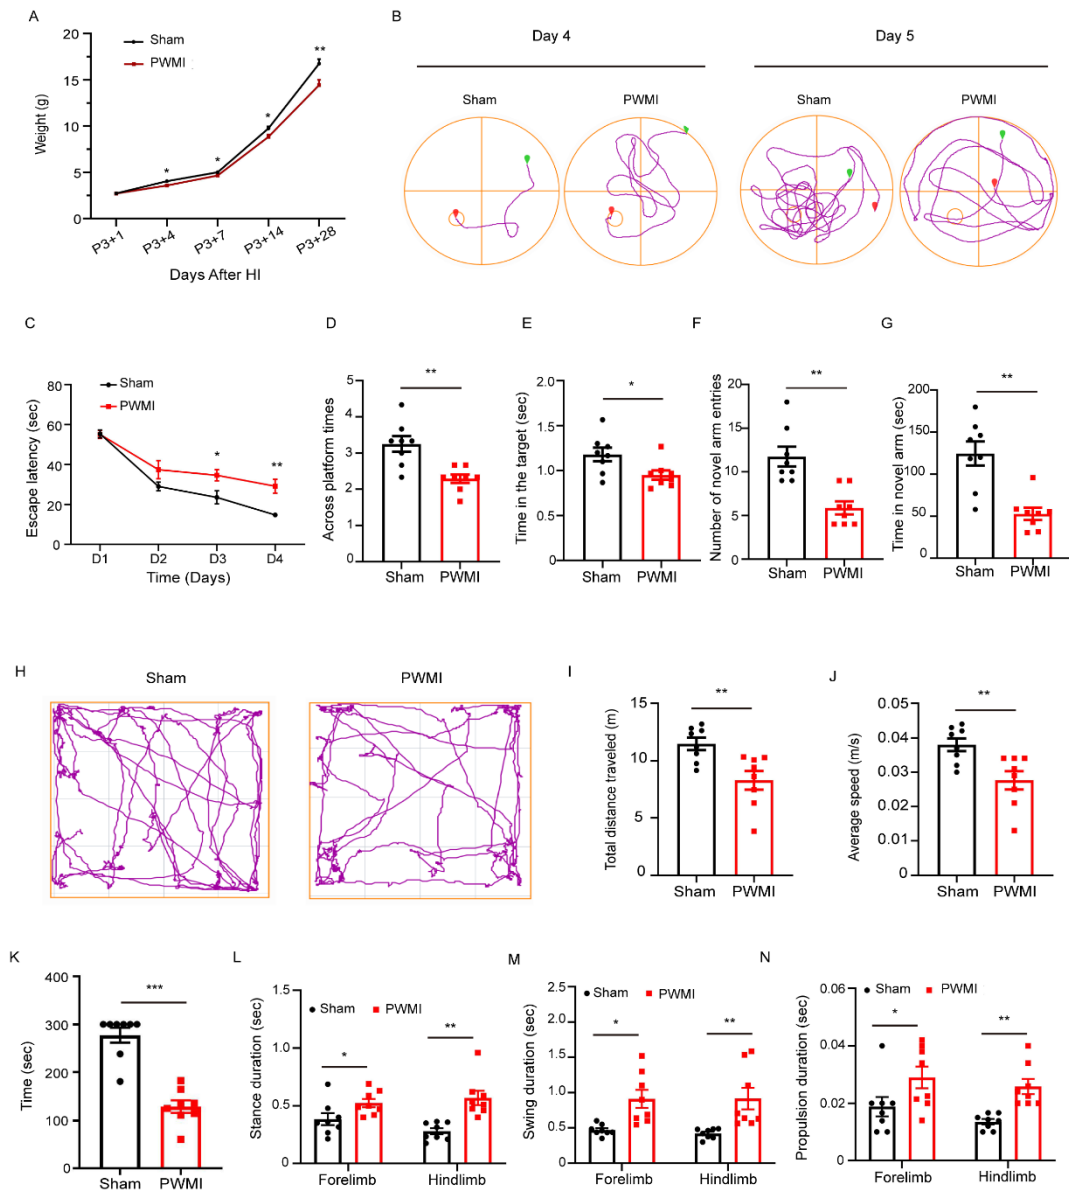 A
Sham
PWMI
**
*
*
*
20
15
10
5
0
Weight (g)
P3+1
P3+4
P3+7
P3+14
P3+28
Days After HI
B
Day 4
Day 5
Sham
PWMI
Sham
PWMI
C
Sham
PWMI
80
60
40
20
0
Escape latency (sec)
*
**
D1
D2
D3
D4
Time (Days)
D
**
5
4
3
2
1
0
Across platform times
Sham
PWMI
E
*
2.0
1.5
1.0
0.5
0.0
Time in the target (sec)
Sham
PWMI
F
**
20
15
10
5
0
Number of novel arm entries
Sham
PWMI
G
**
200
150
100
50
0
Time in novel arm (sec)
Sham
PWMI
H
Sham
PWMI
I
**
15
10
5
0
Total distance traveled (m)
Sham
PWMI
J
**
0.05
0.04
0.03
0.02
0.01
0.00
Average speed (m/s)
Sham
PWMI
K
***
400
300
200
100
0
Time (sec)
Sham
PWMI
L
Sham
PWMI
1.5
1.0
0.5
0
Stance duration (sec)
*
**
Forelimb
Hindlimb
M
Sham
PWMI
2.5
2.0
1.5
1.0
0.5
0
Swing duration (sec)
*
**
Forelimb
Hindlimb
N
Sham
PWMI
0.06
0.04
0.02
0
Propulsion duration (sec)
*
**
Forelimb
Hindlimb